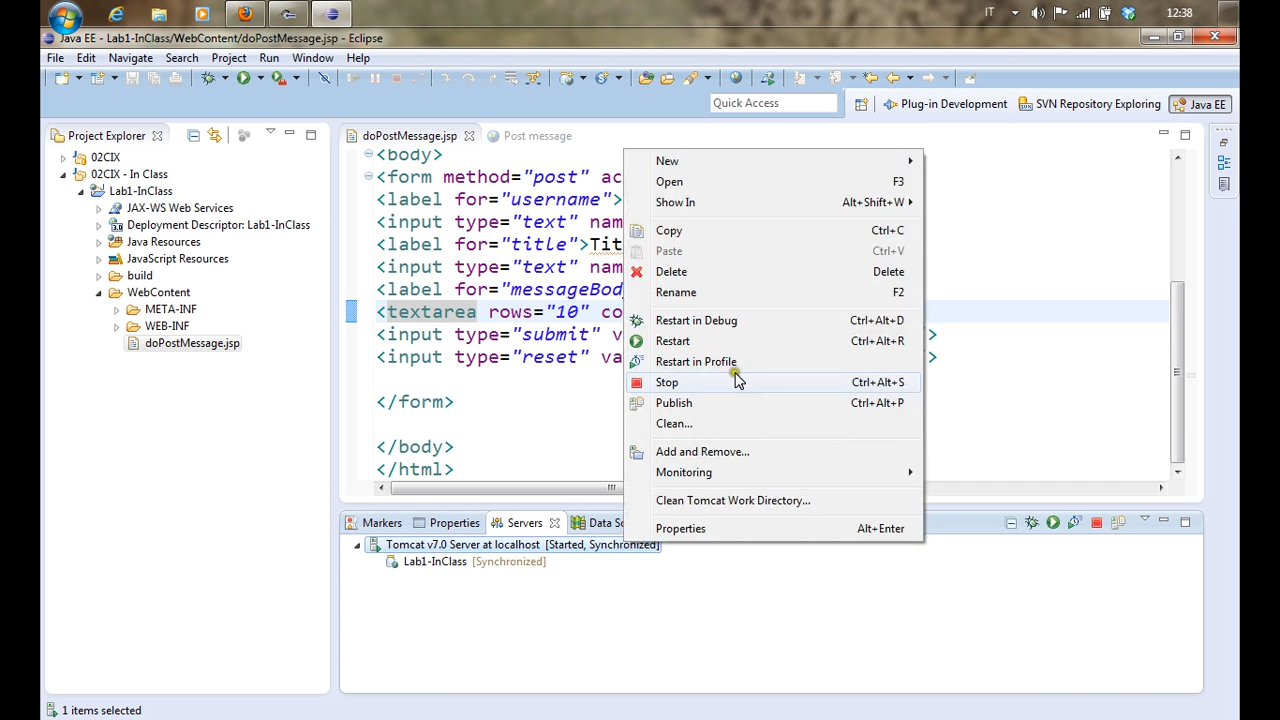 IT
12:38
Java EE - Lab1-InClass/WebContent/doPostMessage.jsp - Eclipse
File Edit Navigate Search Project Run Window Help
Quick Access
Plug-in Development
SVN Repository Exploring
Java EE
Project Explorer
02CIX
02CIX - In Class
Lab1-InClass
JAX-WS Web Services
Deployment Descriptor: Lab1-InClass
Java Resources
JavaScript Resources
build
WebContent
META-INF
WEB-INF
doPostMessage.jsp
doPostMessage.jsp
Post message
<body>
<form method="post" ac
<label for="username">
<input type="text" nam
<label for="title">Tit
<input type="text" nam
<label for="messageBod
<textarea rows="10" co
<input type="submit" v >
<input type="reset" va >
</form>
</body>
</html>
New
Open F3
Show In Alt+Shift+W
Copy Ctrl+C
Paste Ctrl+V
Delete Delete
Rename F2
Restart in Debug Ctrl+Alt+D
Restart Ctrl+Alt+R
Restart in Profile
Stop Ctrl+Alt+S
Publish Ctrl+Alt+P
Clean...
Add and Remove...
Monitoring
Clean Tomcat Work Directory...
Properties Alt+Enter
Markers Properties Servers Data So
Tomcat v7.0 Server at localhost [Started, Synchronized]
Lab1-InClass [Synchronized]
1 items selected